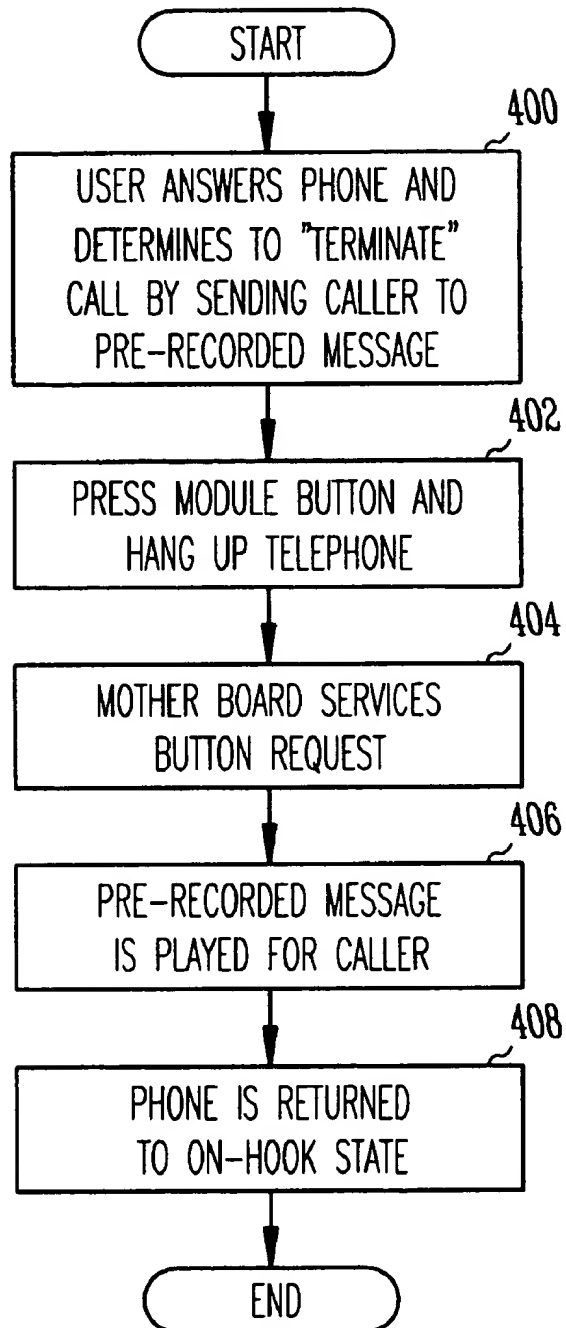 START
400
USER ANSWERS PHONE AND
DETERMINES TO "TERMINATE"
CALL BY SENDING CALLER TO
PRE-RECORDED MESSAGE
402
PRESS MODULE BUTTON AND
HANG UP TELEPHONE
404
MOTHER BOARD SERVICES
BUTTON REQUEST
406
PRE-RECORDED MESSAGE
IS PLAYED FOR CALLER
408
PHONE IS RETURNED
TO ON-HOOK STATE
END